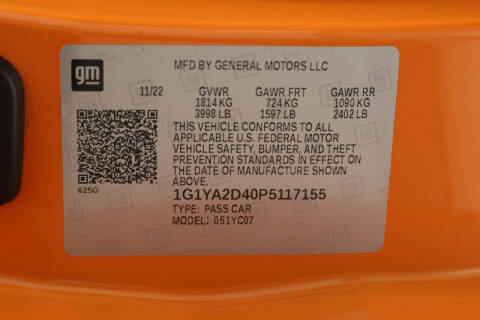 gm
MFD BY GENERAL MOTORS LLC
11/22 GVWR GAWR FRT GAWR RR
1814 KG 724 KG 1090 KG
3998 LB 1597 LB 2402 LB
THIS VEHICLE CONFORMS TO ALL
APPLICABLE U.S. FEDERAL MOTOR
VEHICLE SAFETY, BUMPER, AND THEFT
PREVENTION STANDARDS IN EFFECT ON
THE DATE OF MANUFACTURE SHOWN
ABOVE.
625G
1G1YA2D40P5117155
TYPE: PASS CAR
MODEL: 051YC07